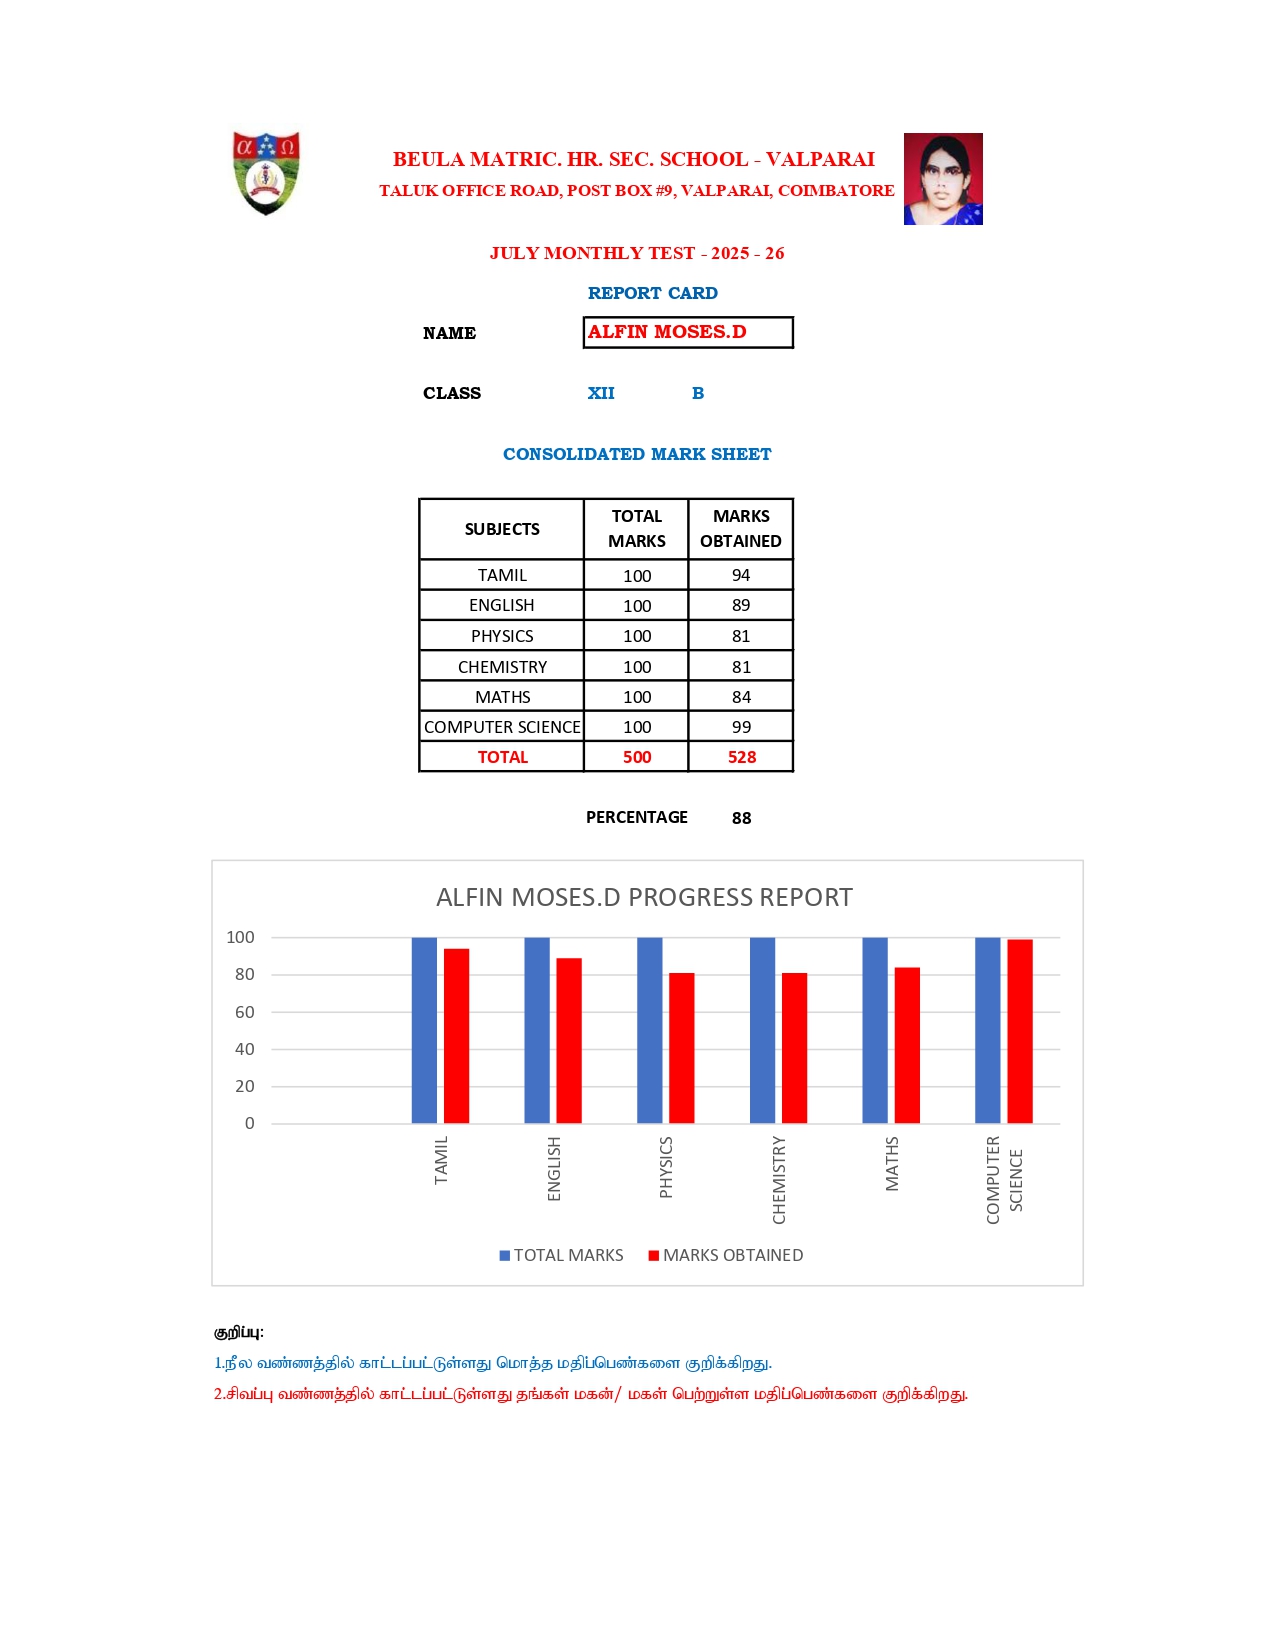 α Ω
BEULA MATRIC. HR. SEC. SCHOOL - VALPARAI
TALUK OFFICE ROAD, POST BOX #9, VALPARAI, COIMBATORE
JULY MONTHLY TEST - 2025 - 26
REPORT CARD
NAME ALFIN MOSES.D
CLASS XII B
CONSOLIDATED MARK SHEET
SUBJECTS TOTAL MARKS MARKS OBTAINED
TAMIL 100 94
ENGLISH 100 89
PHYSICS 100 81
CHEMISTRY 100 81
MATHS 100 84
COMPUTER SCIENCE 100 99
TOTAL 500 528
PERCENTAGE 88
ALFIN MOSES.D PROGRESS REPORT
100
80
60
40
20
0
TAMIL
ENGLISH
PHYSICS
CHEMISTRY
MATHS
COMPUTER SCIENCE
TOTAL MARKS MARKS OBTAINED
குறிப்பு:
1.நீல வண்ணத்தில் காட்டப்பட்டுள்ளது மொத்த மதிப்பெண்களை குறிக்கிறது.
2.சிவப்பு வண்ணத்தில் காட்டப்பட்டுள்ளது தங்கள் மகன்/ மகள் பெற்றுள்ள மதிப்பெண்களை குறிக்கிறது.